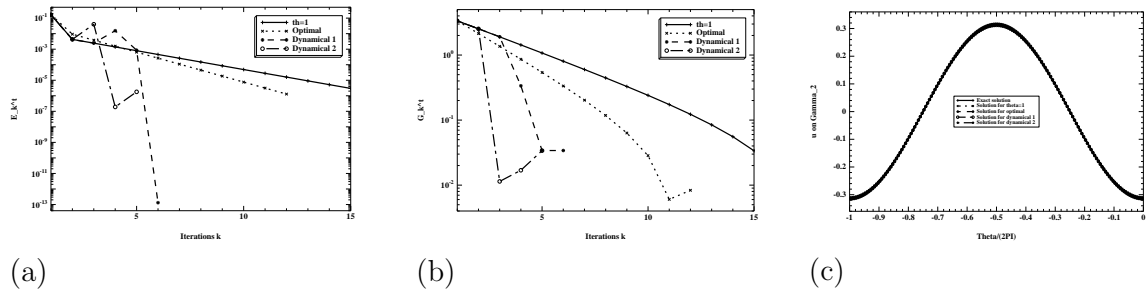 10^-1
10^-3
10^-5
10^-7
10^-9
10^-11
10^-13
E_k^t
5
10
15
Iterations k
th=1
Optimal
Dynamical 1
Dynamical 2
(a)
10^0
10^-1
10^-2
G_k^t
5
10
15
Iterations k
th=1
Optimal
Dynamical 1
Dynamical 2
(b)
0.3
0.2
0.1
0
-0.1
-0.2
-0.3
u on Gamma_2
-1
-0.9
-0.8
-0.7
-0.6
-0.5
-0.4
-0.3
-0.2
-0.1
0
Theta/(2PI)
Exact solution
Solution for theta=1
Solution for optimal
Solution for dynamical 1
Solution for dynamical 2
(c)